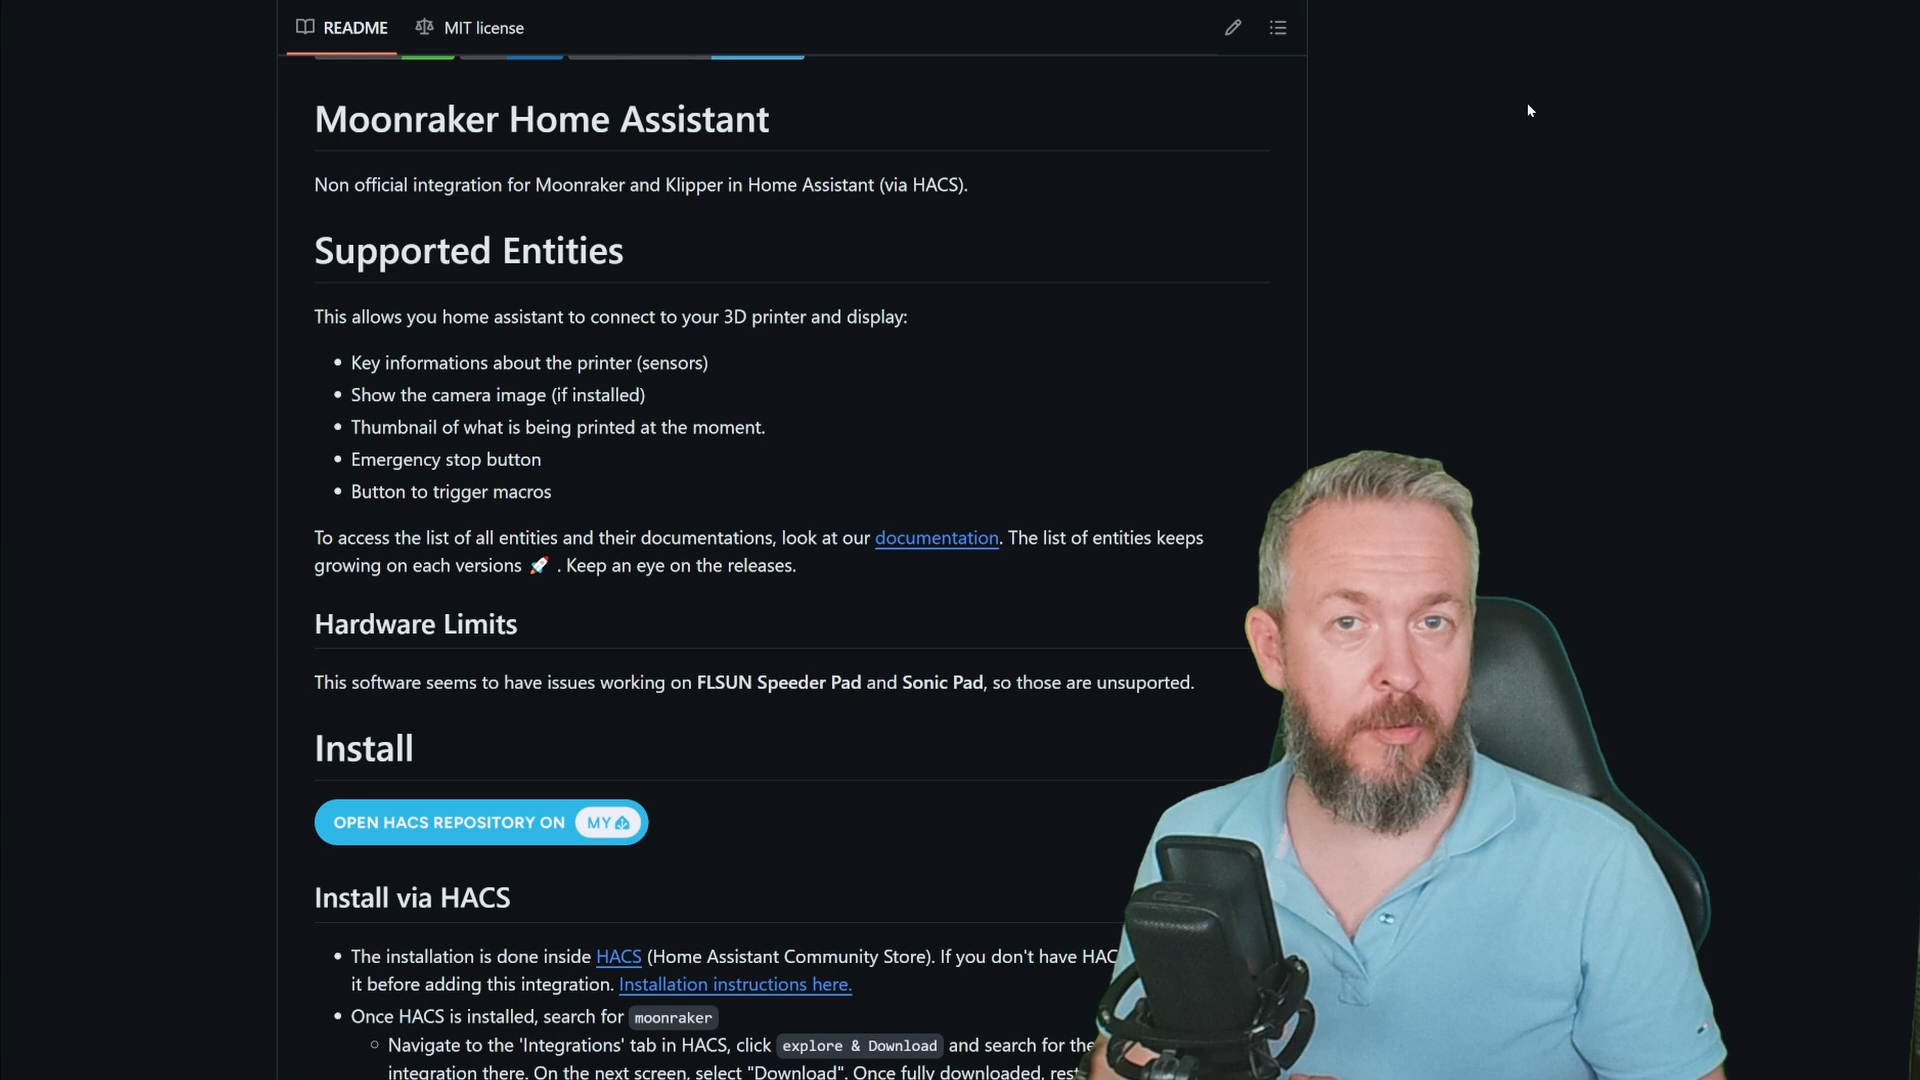 README MIT license
Moonraker Home Assistant
Non official integration for Moonraker and Klipper in Home Assistant (via HACS).
Supported Entities
This allows you home assistant to connect to your 3D printer and display:
• Key informations about the printer (sensors)
• Show the camera image (if installed)
• Thumbnail of what is being printed at the moment.
• Emergency stop button
• Button to trigger macros
To access the list of all entities and their documentations, look at our documentation. The list of entities keeps
growing on each versions 🚀 . Keep an eye on the releases.
Hardware Limits
This software seems to have issues working on FLSUN Speeder Pad and Sonic Pad, so those are unsuported.
Install
OPEN HACS REPOSITORY ON MY
Install via HACS
• The installation is done inside HACS (Home Assistant Community Store). If you don't have HAC
it before adding this integration. Installation instructions here.
• Once HACS is installed, search for moonraker
◦ Navigate to the 'Integrations' tab in HACS, click explore & Download and search for the
integration there. On the next screen, select "Download". Once fully downloaded, rest